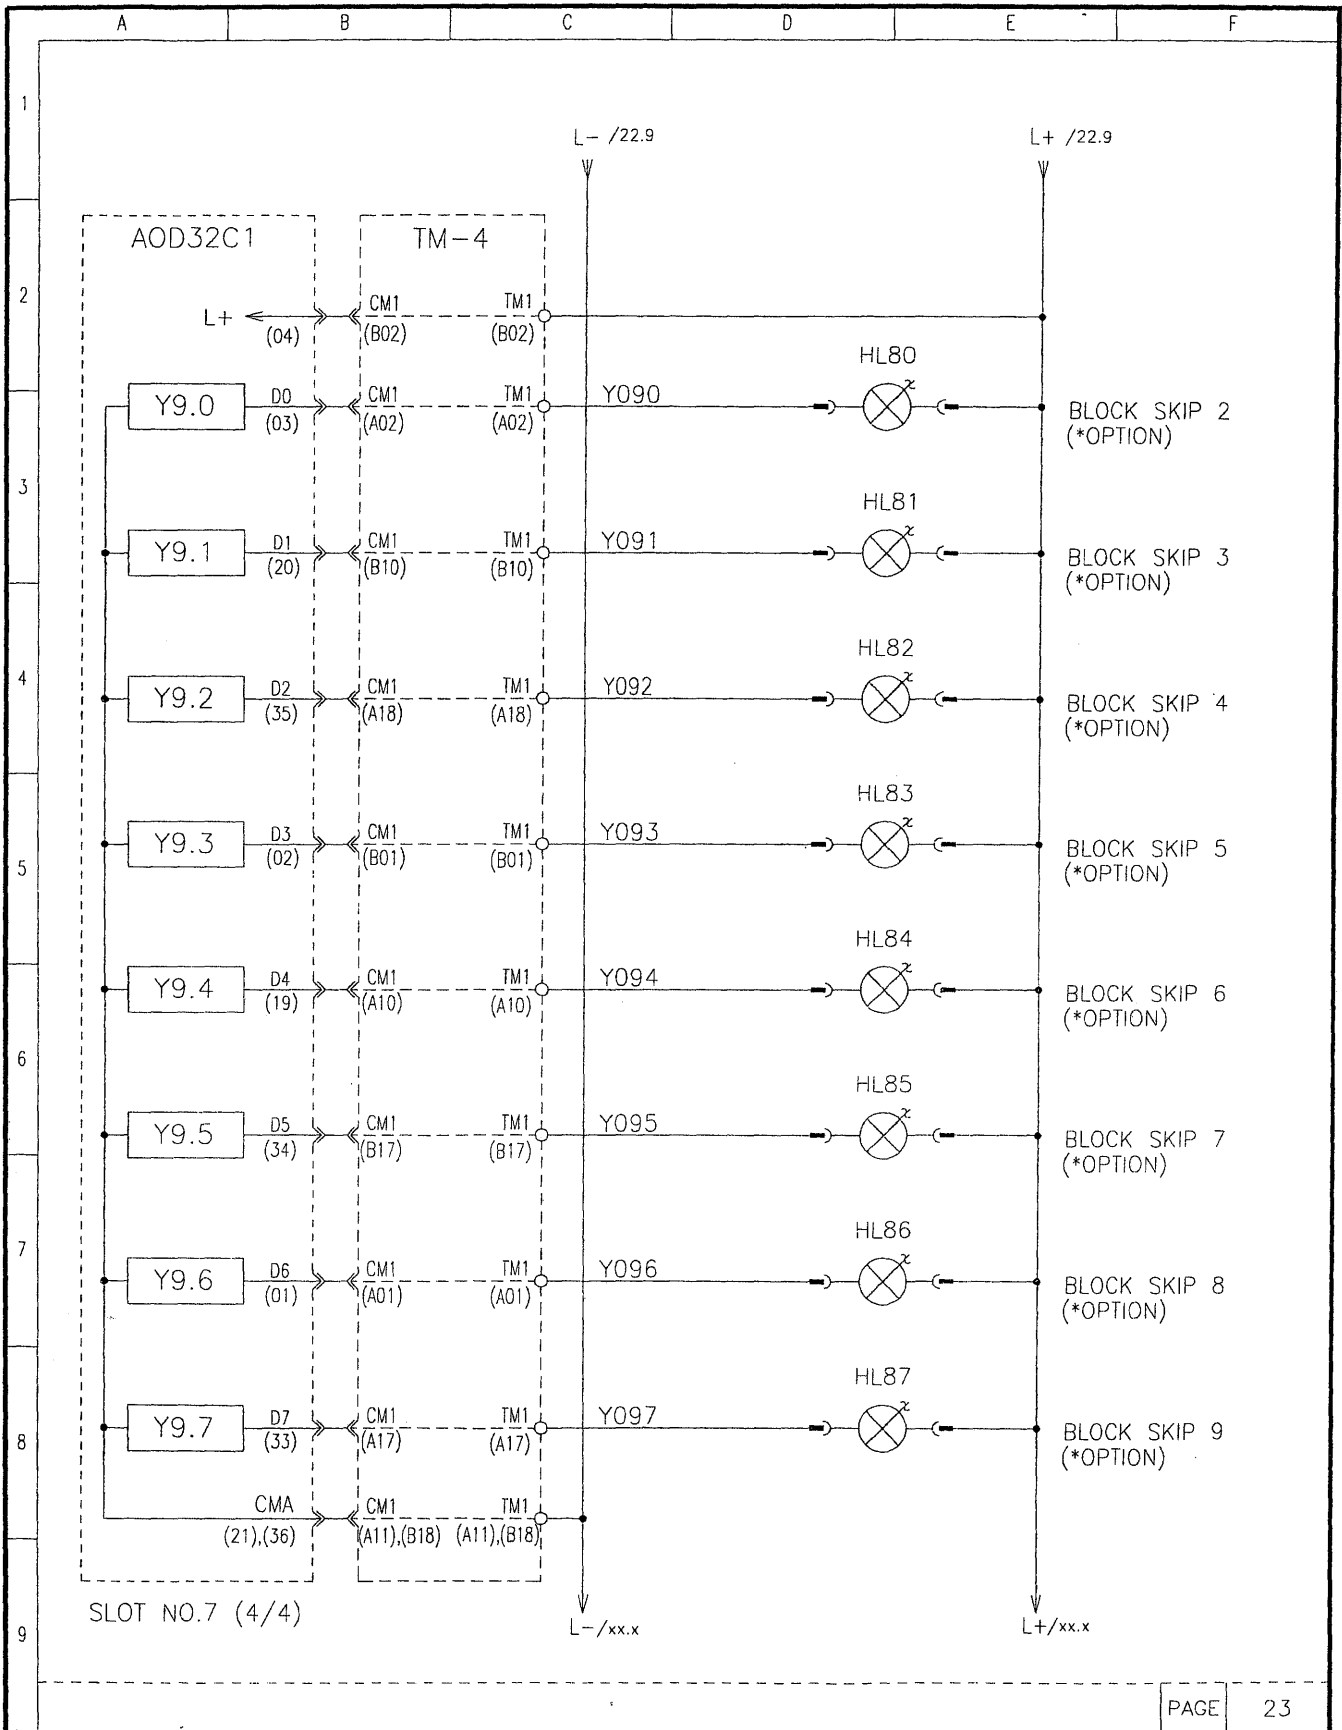 A B C D E F
1
L- /22.9 L+ /22.9
AOD32C1 TM-4
2
L+ (04) CM1 (B02) TM1 (B02)
HL80
Y9.0 D0 (03) CM1 (A02) TM1 (A02) Y090 BLOCK SKIP 2
(*OPTION)
3
HL81
Y9.1 D1 (20) CM1 (B10) TM1 (B10) Y091 BLOCK SKIP 3
(*OPTION)
HL82
4
Y9.2 D2 (35) CM1 (A18) TM1 (A18) Y092 BLOCK SKIP 4
(*OPTION)
HL83
Y9.3 D3 (02) CM1 (B01) TM1 (B01) Y093 BLOCK SKIP 5
(*OPTION)
5
HL84
Y9.4 D4 (19) CM1 (A10) TM1 (A10) Y094 BLOCK SKIP 6
(*OPTION)
6
HL85
Y9.5 D5 (34) CM1 (B17) TM1 (B17) Y095 BLOCK SKIP 7
(*OPTION)
HL86
7
Y9.6 D6 (01) CM1 (A01) TM1 (A01) Y096 BLOCK SKIP 8
(*OPTION)
HL87
Y9.7 D7 (33) CM1 (A17) TM1 (A17) Y097 BLOCK SKIP 9
(*OPTION)
8
CMA CM1 TM1
(21),(36) (A11),(B18) (A11),(B18)
SLOT NO.7 (4/4)
L-/xx.x L+/xx.x
9
PAGE 23